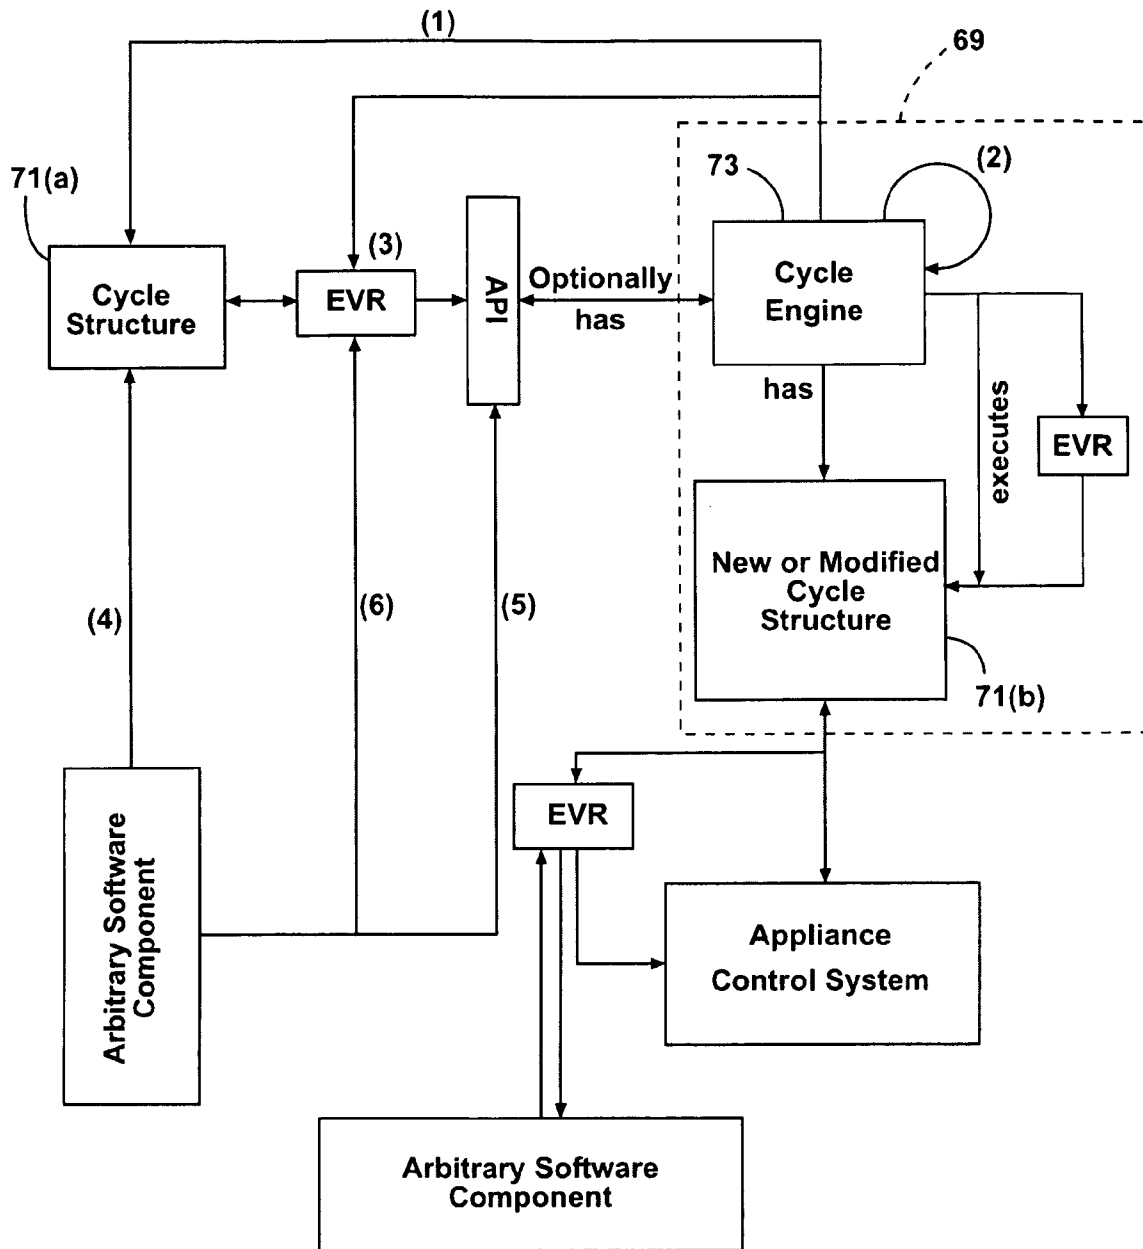 (1)
69
71(a)
73
(2)
(3)
Cycle
Structure
EVR
API
Optionally
has
Cycle
Engine
has
executes
EVR
New or Modified
Cycle
Structure
(4)
(6)
(5)
71(b)
Arbitrary Software
Component
EVR
Appliance
Control System
Arbitrary Software
Component